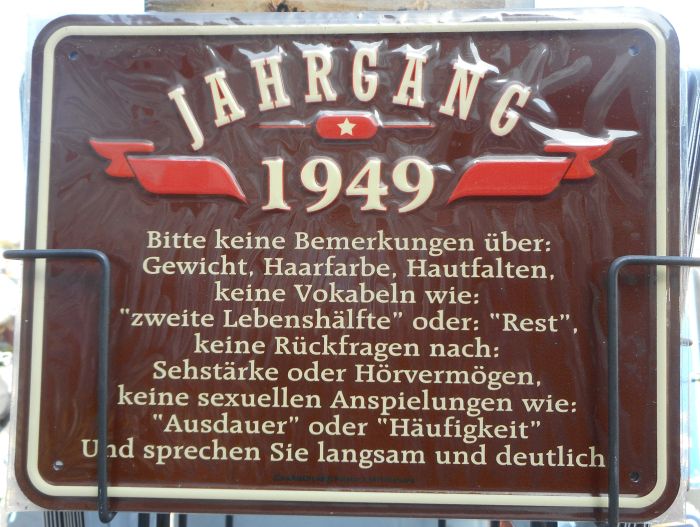 JAHRGANG
1949
Bitte keine Bemerkungen über:
Gewicht, Haarfarbe, Hautfalten,
keine Vokabeln wie:
"zweite Lebenshälfte" oder: "Rest",
keine Rückfragen nach:
Sehstärke oder Hörvermögen,
keine sexuellen Anspielungen wie:
"Ausdauer" oder "Häufigkeit"
Und sprechen Sie langsam und deutlich